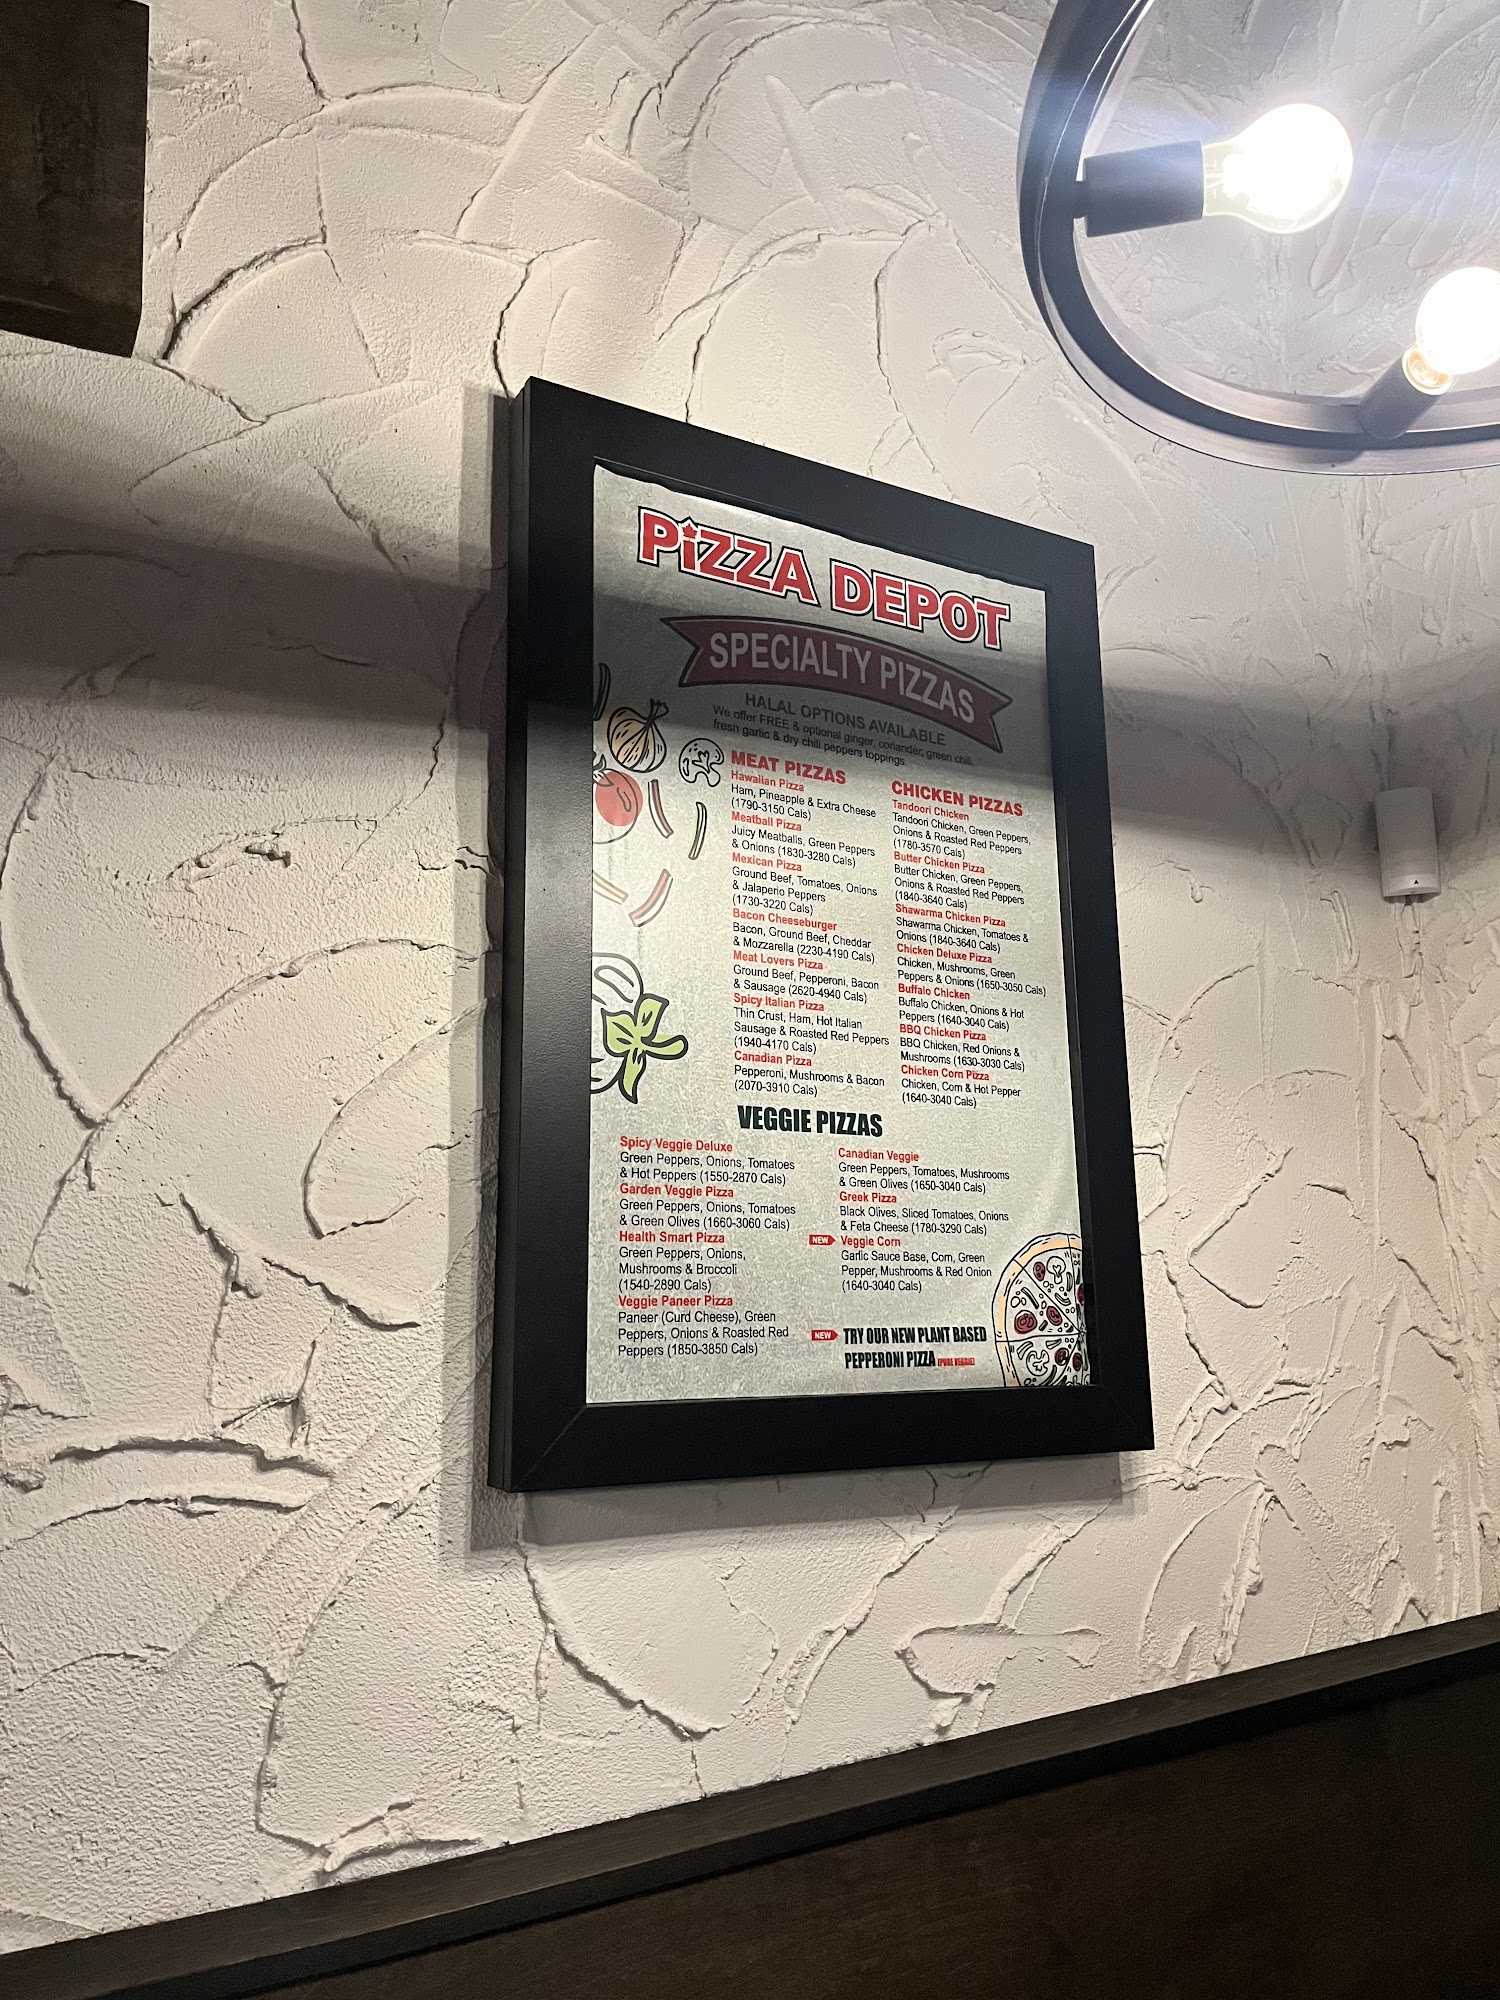 PiZZA DEPOT
SPECIALTY PIZZAS
HALAL OPTIONS AVAILABLE
We offer FREE & optional ginger, coriander, green chili,
fresh garlic & dry chili peppers toppings.
MEAT PIZZAS
Hawaiian Pizza
Ham, Pineapple & Extra Cheese
(1790-3150 Cals)
Meatball Pizza
Juicy Meatballs, Green Peppers
& Onions (1830-3280 Cals)
Mexican Pizza
Ground Beef, Tomatoes, Onions
& Jalapeno Peppers
(1730-3220 Cals)
Bacon Cheeseburger
Bacon, Ground Beef, Cheddar
& Mozzarella (2230-4190 Cals)
Meat Lovers Pizza
Ground Beef, Pepperoni, Bacon
& Sausage (2620-4940 Cals)
Spicy Italian Pizza
Thin Crust, Ham, Hot Italian
Sausage & Roasted Red Peppers
(1940-4170 Cals)
Canadian Pizza
Pepperoni, Mushrooms & Bacon
(2070-3910 Cals)
CHICKEN PIZZAS
Tandoori Chicken
Tandoori Chicken, Green Peppers,
Onions & Roasted Red Peppers
(1780-3570 Cals)
Butter Chicken Pizza
Butter Chicken, Green Peppers,
Onions & Roasted Red Peppers
(1840-3640 Cals)
Shawarma Chicken Pizza
Shawarma Chicken, Tomatoes &
Onions (1840-3640 Cals)
Chicken Deluxe Pizza
Chicken, Mushrooms, Green
Peppers & Onions (1650-3050 Cals)
Buffalo Chicken
Buffalo Chicken, Onions & Hot
Peppers (1640-3040 Cals)
BBQ Chicken Pizza
BBQ Chicken, Red Onions &
Mushrooms (1630-3030 Cals)
Chicken Corn Pizza
Chicken, Corn & Hot Pepper
(1640-3040 Cals)
VEGGIE PIZZAS
Spicy Veggie Deluxe
Green Peppers, Onions, Tomatoes
& Hot Peppers (1550-2870 Cals)
Garden Veggie Pizza
Green Peppers, Onions, Tomatoes
& Green Olives (1660-3060 Cals)
Health Smart Pizza
Green Peppers, Onions,
Mushrooms & Broccoli
(1540-2890 Cals)
Veggie Paneer Pizza
Paneer (Curd Cheese), Green
Peppers, Onions & Roasted Red
Peppers (1850-3850 Cals)
Canadian Veggie
Green Peppers, Tomatoes, Mushrooms
& Green Olives (1650-3040 Cals)
Greek Pizza
Black Olives, Sliced Tomatoes, Onions
& Feta Cheese (1780-3290 Cals)
NEW Veggie Corn
Garlic Sauce Base, Corn, Green
Pepper, Mushrooms & Red Onion
(1640-3040 Cals)
NEW TRY OUR NEW PLANT BASED
PEPPERONI PIZZA (PURE VEGGIE)